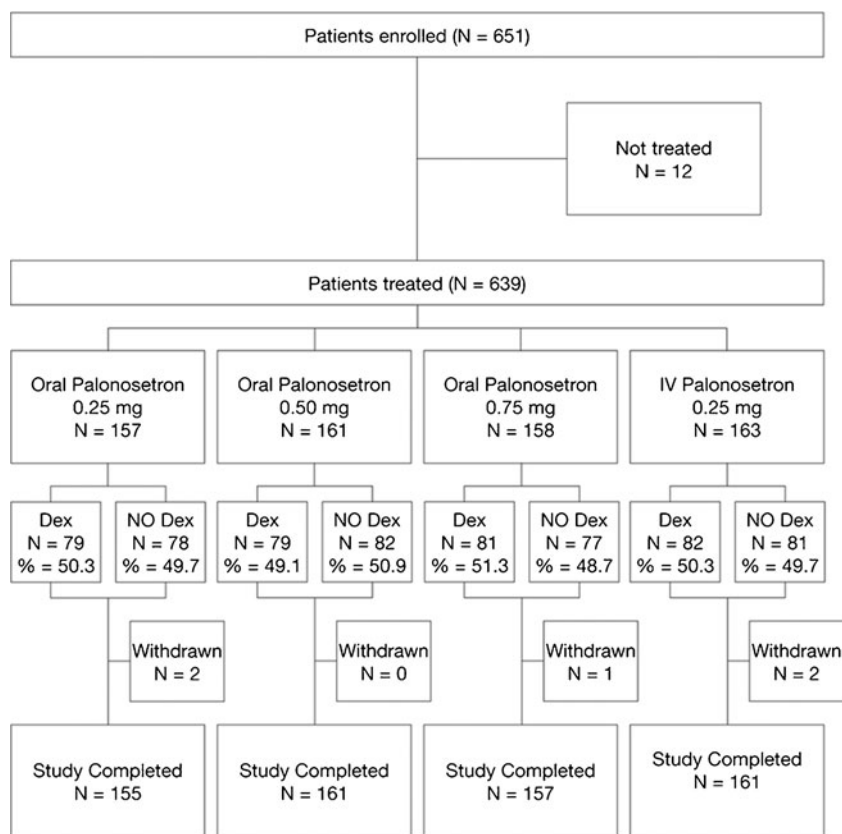 Patients enrolled (N = 651)
Not treated
N = 12
Patients treated (N = 639)
Oral Palonosetron
0.25 mg
N = 157
Oral Palonosetron
0.50 mg
N = 161
Oral Palonosetron
0.75 mg
N = 158
IV Palonosetron
0.25 mg
N = 163
Dex
N = 79
% = 50.3
NO Dex
N = 78
% = 49.7
Dex
N = 79
% = 49.1
NO Dex
N = 82
% = 50.9
Dex
N = 81
% = 51.3
NO Dex
N = 77
% = 48.7
Dex
N = 82
% = 50.3
NO Dex
N = 81
% = 49.7
Withdrawn
N = 2
Withdrawn
N = 0
Withdrawn
N = 1
Withdrawn
N = 2
Study Completed
N = 155
Study Completed
N = 161
Study Completed
N = 157
Study Completed
N = 161